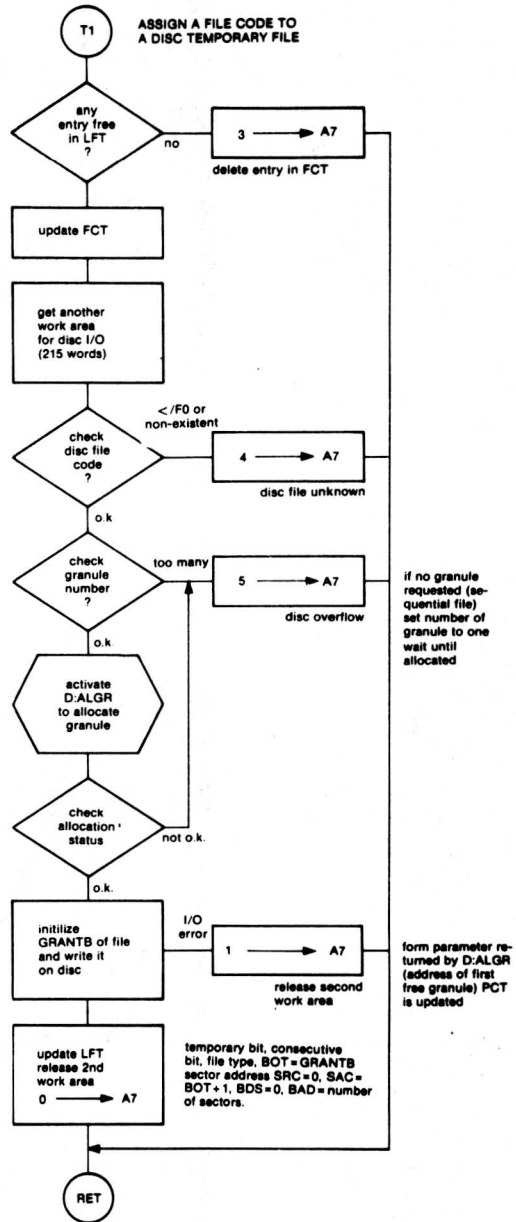 T1
ASSIGN A FILE CODE TO
A DISC TEMPORARY FILE
any
entry free
in LFT
?
no
3 → A7
delete entry in FCT
update FCT
get another
work area
for disc I/O
(215 words)
</F0 or
non-existent
check
disc file
code
?
4 → A7
disc file unknown
o.k
check
granule
number
?
too many
5 → A7
disc overflow
if no granule
requested (se-
quential file)
set number of
granule to one
wait until
allocated
o.k.
activate
D:ALGR
to allocate
granule
check
allocation
status
not o.k.
o.k.
initilize
GRANTB of file
and write it
on disc
I/O
error
1 → A7
release second
work area
form parameter re-
turned by D:ALGR
(address of first
free granule) PCT
is updated
update LFT
release 2nd
work area
0 → A7
temporary bit, consecutive
bit, file type, BOT=GRANTB
sector address SRC=0, SAC=
BOT+1, BDS=0, BAD=number
of sectors.
RET